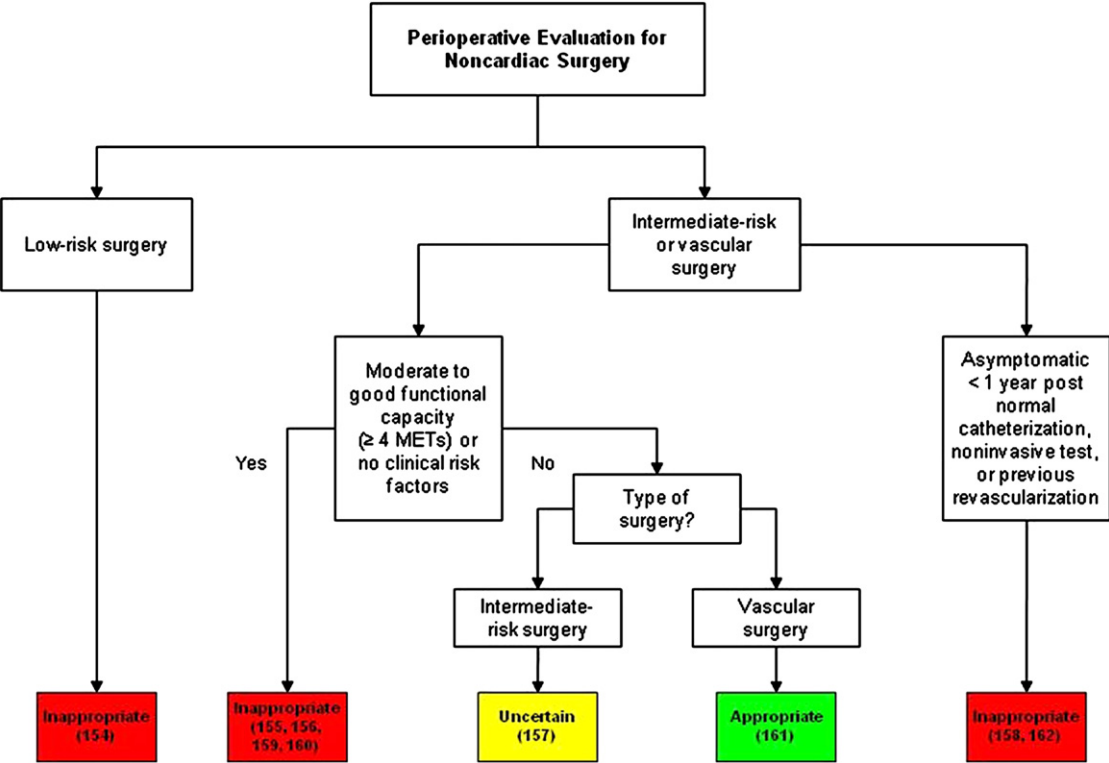 Perioperative Evaluation for
Noncardiac Surgery
Low-risk surgery
Intermediate-risk
or vascular
surgery
Moderate to
good functional
capacity
(≥ 4 METs) or
no clinical risk
factors
Asymptomatic
< 1 year post
normal
catheterization,
noninvasive test,
or previous
revascularization
Yes
No
Type of
surgery?
Intermediate-
risk surgery
Vascular
surgery
Inappropriate
(154)
Inappropriate
(155, 156,
159, 160)
Uncertain
(157)
Appropriate
(161)
Inappropriate
(158, 162)